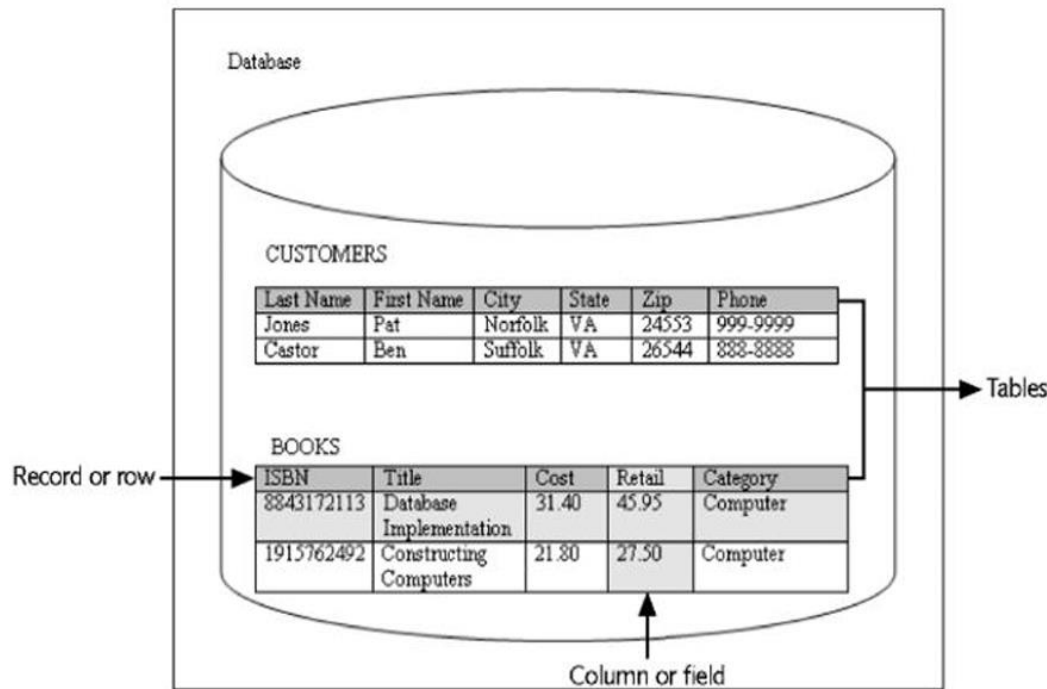 Database
CUSTOMERS
Last Name First Name City State Zip Phone
Jones Pat Norfolk VA 24553 999-9999
Castor Ben Suffolk VA 26544 888-8888
Tables
BOOKS
Record or row
ISBN Title Cost Retail Category
8843172113 Database 31.40 45.95 Computer
Implementation
1915762492 Constructing 21.80 27.50 Computer
Computers
Column or field